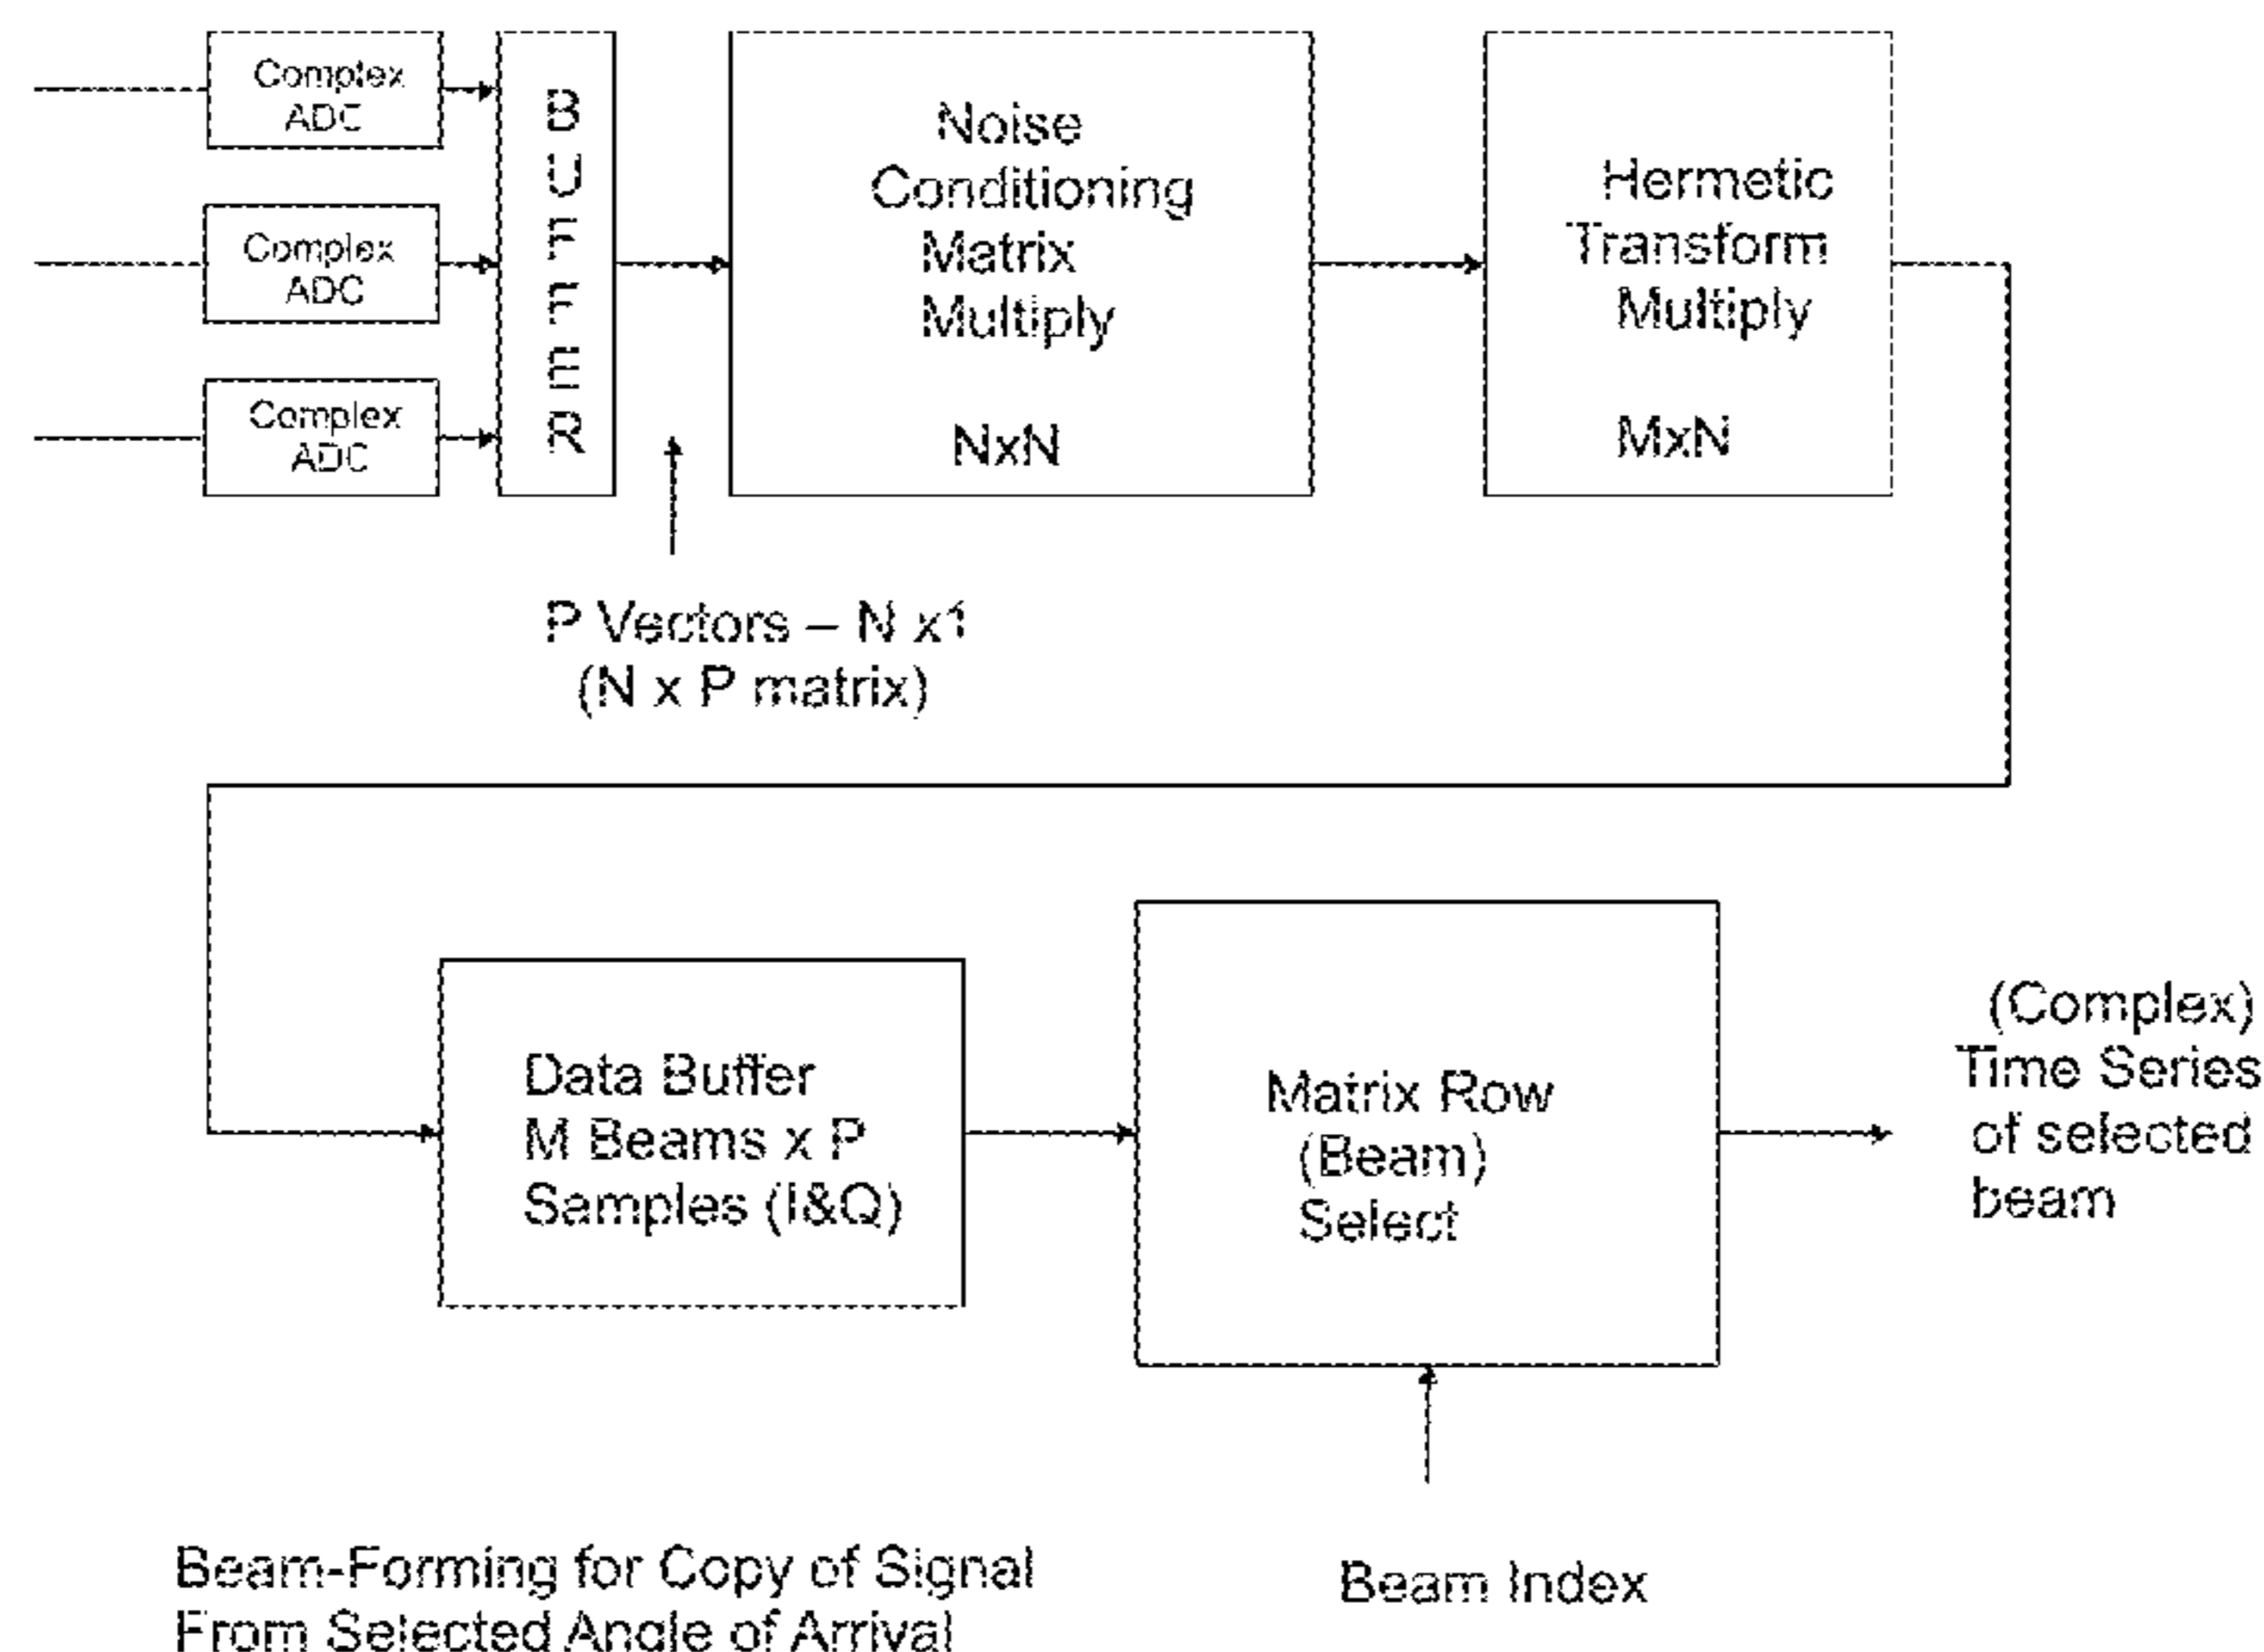 Complex
ADC
Complex
ADC
Complex
ADC
BUFFER
Noise
Conditioning
Matrix
Multiply
NxN
Hermetic
Transform
Multiply
MxN
P Vectors – N x1
(N x P matrix)
Data Buffer
M Beams x P
Samples (I&Q)
Matrix Row
(Beam)
Select
(Complex)
Time Series
of selected
beam
Beam Index
Beam-Forming for Copy of Signal
From Selected Angle of Arrival